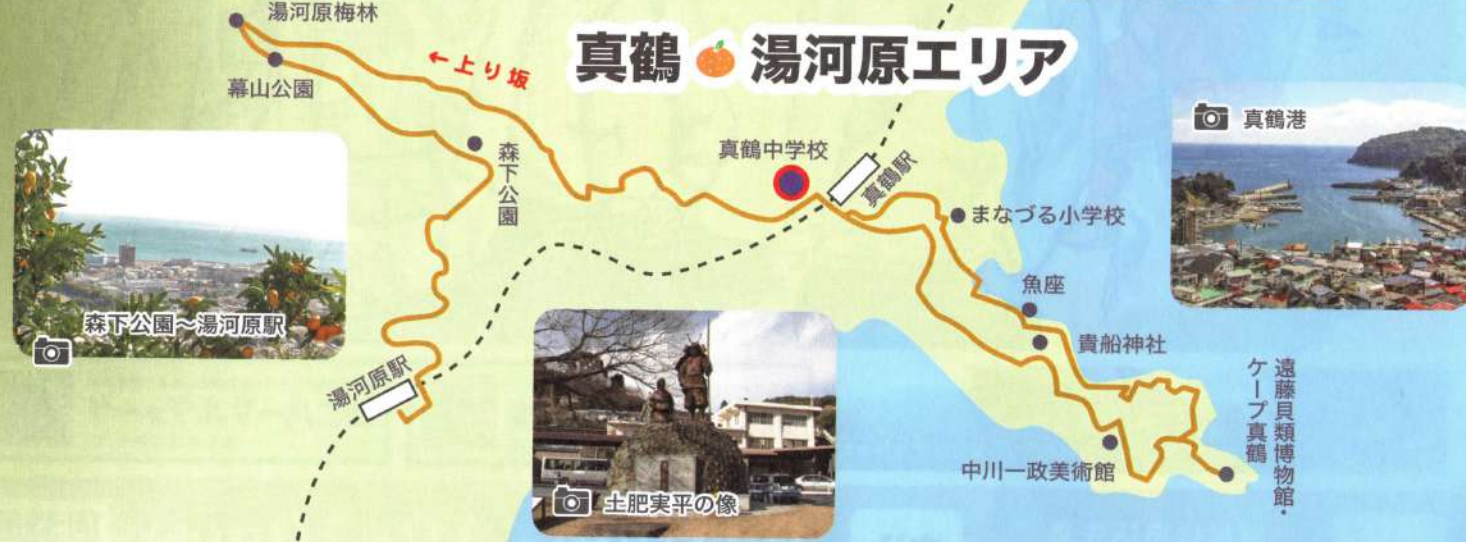 真鶴 湯河原エリア
湯河原梅林
幕山公園
←上り坂
森下公園
真鶴中学校
真鶴駅
まなづる小学校
真鶴港
魚座
貴船神社
遠藤貝類博物館・
ケープ真鶴
中川一政美術館
森下公園～湯河原駅
湯河原駅
土肥実平の像